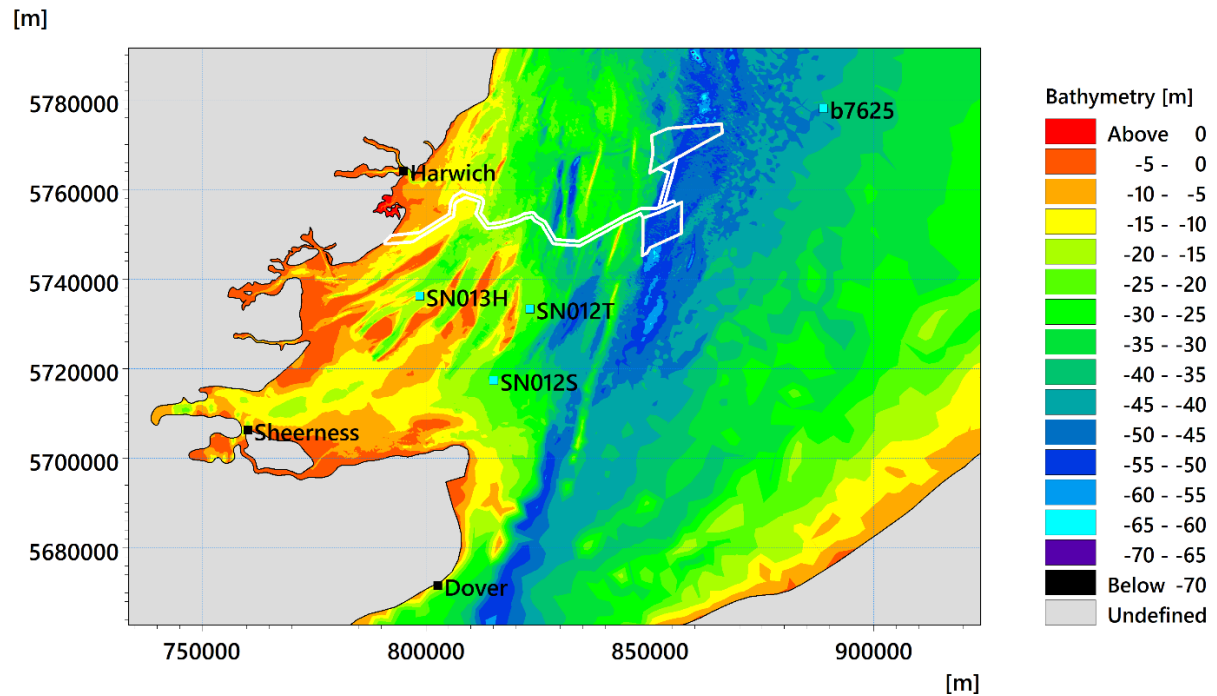 [m]
5780000
5760000
5740000
5720000
5700000
5680000
750000
800000
850000
900000
[m]
b7625
Harwich
SN013H
SN012T
SN012S
Sheerness
Dover
Bathymetry [m]
Above 0
-5 - 0
-10 - -5
-15 - -10
-20 - -15
-25 - -20
-30 - -25
-35 - -30
-40 - -35
-45 - -40
-50 - -45
-55 - -50
-60 - -55
-65 - -60
-70 - -65
Below -70
Undefined